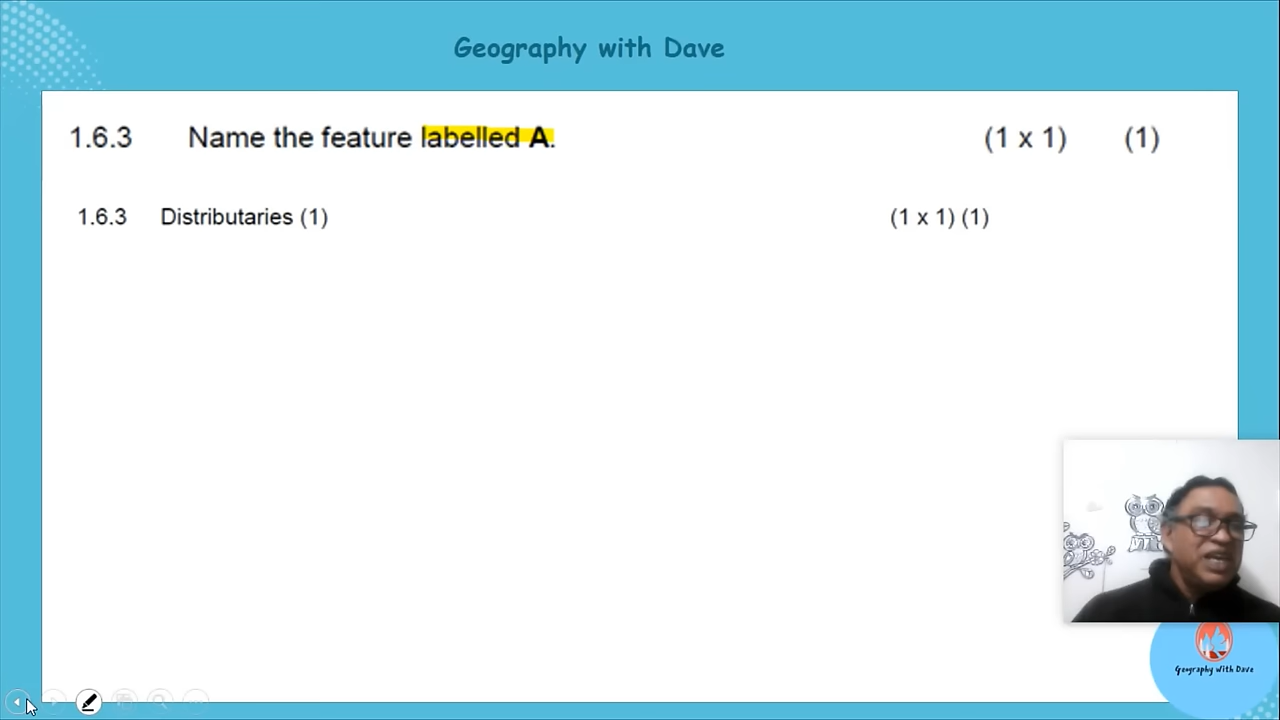 Geography with Dave
1.6.3 Name the feature labelled A. (1 x 1) (1)
1.6.3 Distributaries (1) (1 x 1) (1)
Geography with Dave